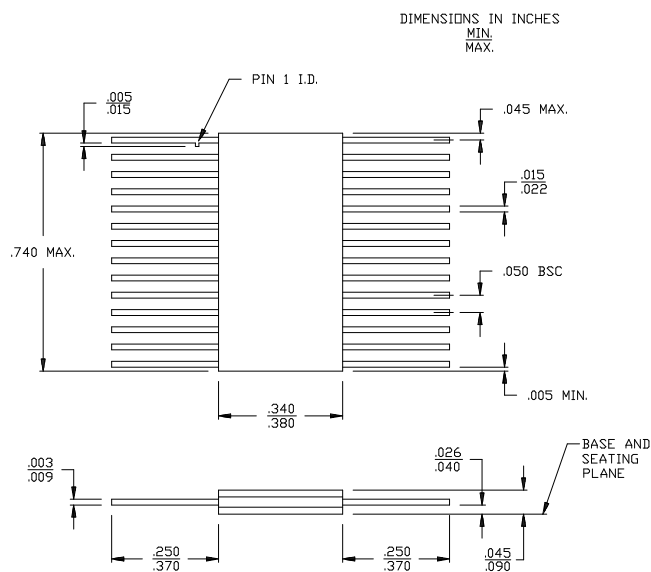 DIMENSIONS IN INCHES
MIN.
MAX.
PIN 1 I.D.
.005
.015
.045 MAX.
.015
.022
.740 MAX.
.050 BSC
.005 MIN.
.340
.380
BASE AND
SEATING
PLANE
.003
.009
.026
.040
.250
.370
.250
.370
.045
.090